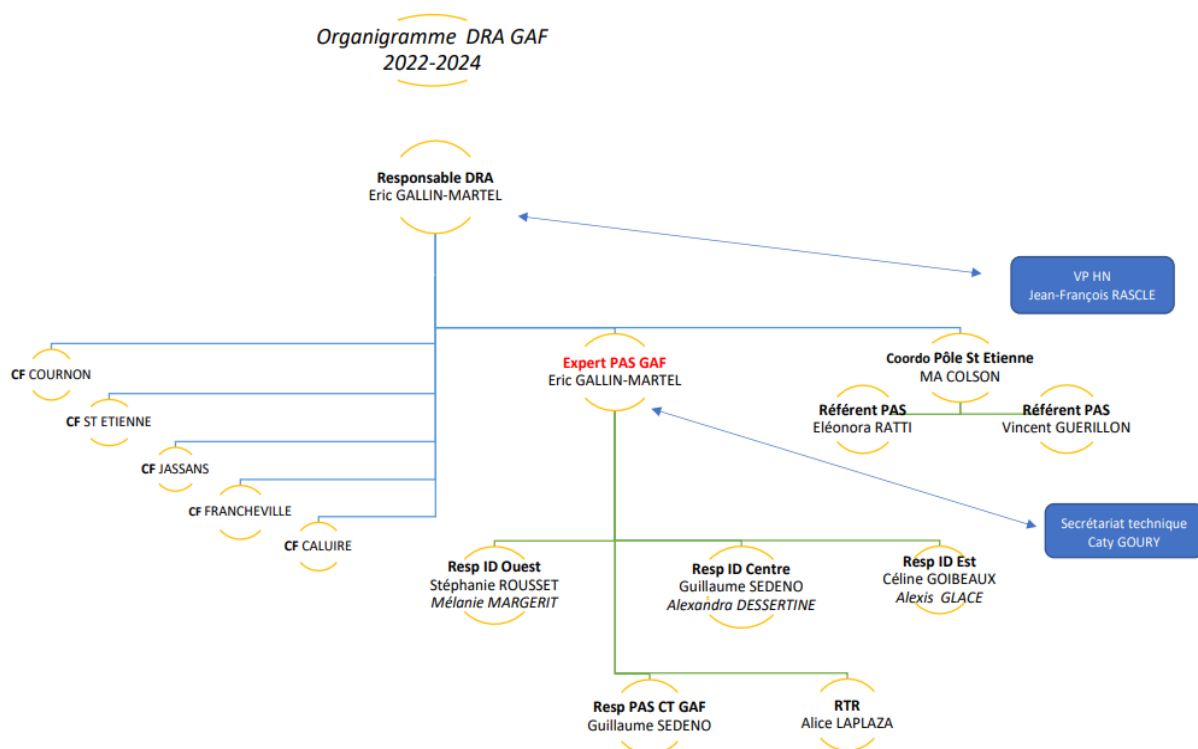 Organigramme DRA GAF
2022-2024
Responsable DRA
Eric GALLIN-MARTEL
VP HN
Jean-François RASCLE
CF COURNON
CF ST ETIENNE
CF JASSANS
CF FRANCHEVILLE
CF CALUIRE
Expert PAS GAF
Eric GALLIN-MARTEL
Coordo Pôle St Etienne
MA COLSON
Référent PAS
Eléonora RATTI
Référent PAS
Vincent GUERILLON
Secrétariat technique
Caty GOURY
Resp ID Ouest
Stéphanie ROUSSET
Mélanie MARGERIT
Resp ID Centre
Guillaume SEDENO
Alexandra DESSERTINE
Resp ID Est
Céline GOIBEAUX
Alexis GLACE
Resp PAS CT GAF
Guillaume SEDENO
RTR
Alice LAPLAZA